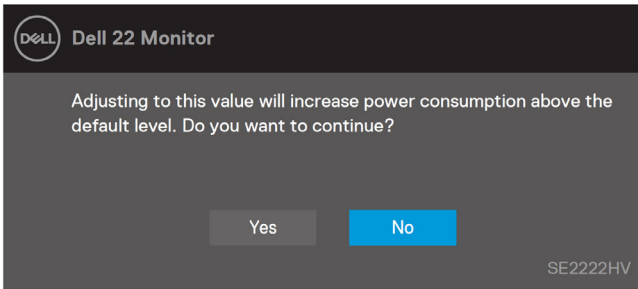 DELL Dell 22 Monitor
Adjusting to this value will increase power consumption above the
default level. Do you want to continue?
Yes No
SE2222HV